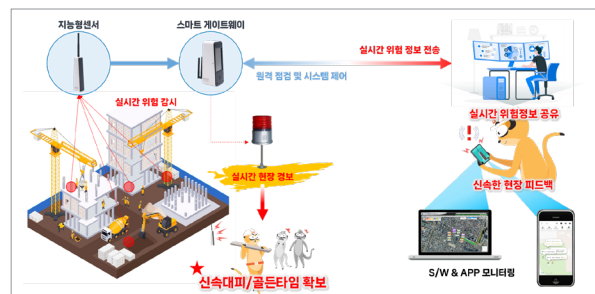 지능형센서
스마트 게이트웨이
실시간 위험 정보 전송
원격 점검 및 시스템 제어
실시간 위험 감시
실시간 위험정보 공유
실시간 현장 경보
신속한 현장 피드백
신속대피/골든타임 확보
S/W & APP 모니터링